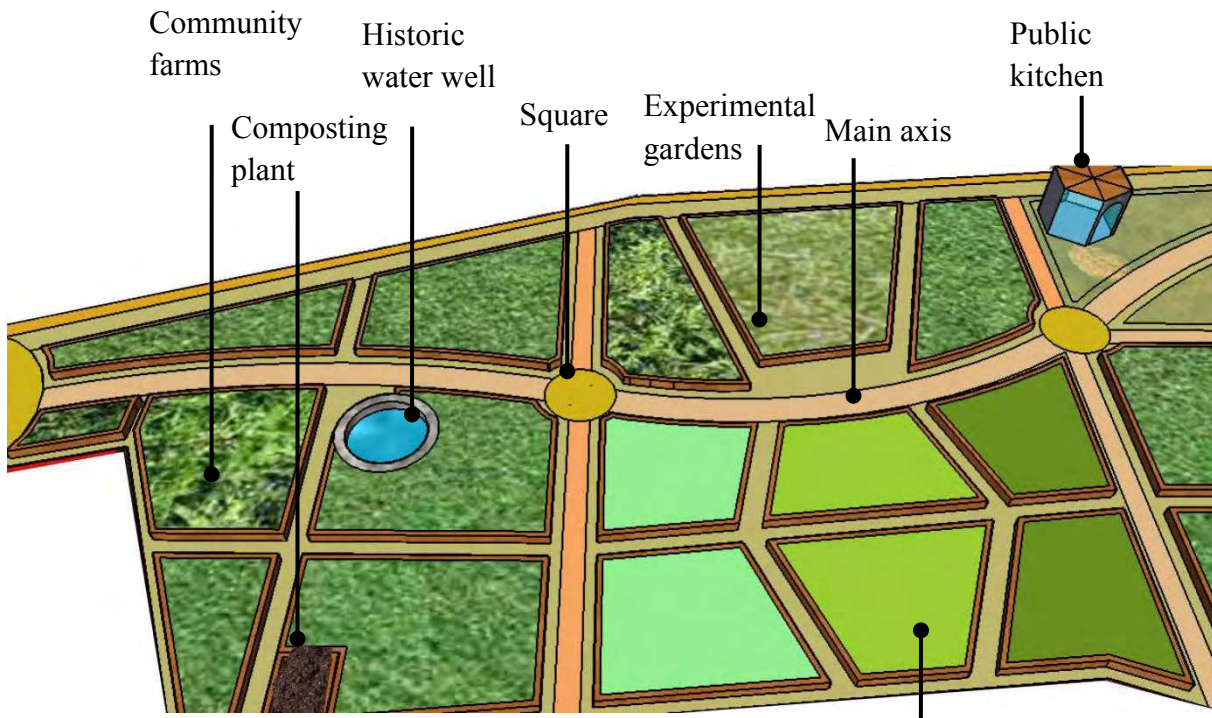 Community
farms
Historic
water well
Composting
plant
Square
Experimental
gardens
Main axis
Public
kitchen